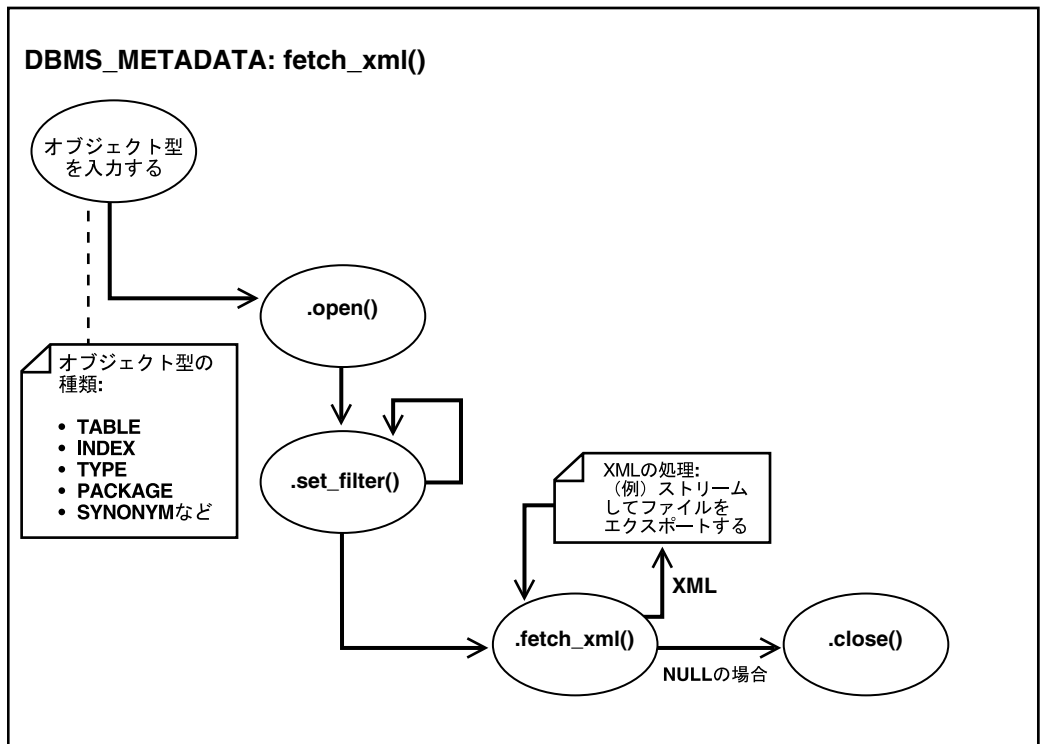 DBMS_METADATA: fetch_xml()
オブジェクト型
を入力する
.open()
オブジェクト型の
種類:
• TABLE
• INDEX
• TYPE
• PACKAGE
• SYNONYMなど
.set_filter()
XMLの処理:
（例）ストリーム
してファイルを
エクスポートする
XML
.fetch_xml()
NULLの場合
.close()